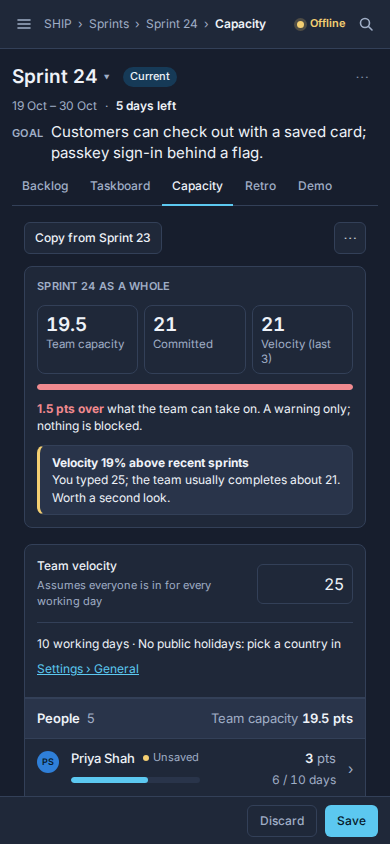 SHIP › Sprints › Sprint 24 › Capacity
Offline
Sprint 24 ▾
Current
...
19 Oct – 30 Oct · 5 days left
GOAL Customers can check out with a saved card;
passkey sign-in behind a flag.
Backlog Taskboard Capacity Retro Demo
Copy from Sprint 23
...
SPRINT 24 AS A WHOLE
19.5
Team capacity
21
Committed
21
Velocity (last
3)
1.5 pts over what the team can take on. A warning only;
nothing is blocked.
Velocity 19% above recent sprints
You typed 25; the team usually completes about 21.
Worth a second look.
Team velocity
Assumes everyone is in for every
working day
25
10 working days · No public holidays: pick a country in
Settings › General
People 5
Team capacity 19.5 pts
PS
Priya Shah
Unsaved
3 pts
6 / 10 days
›
Discard
Save